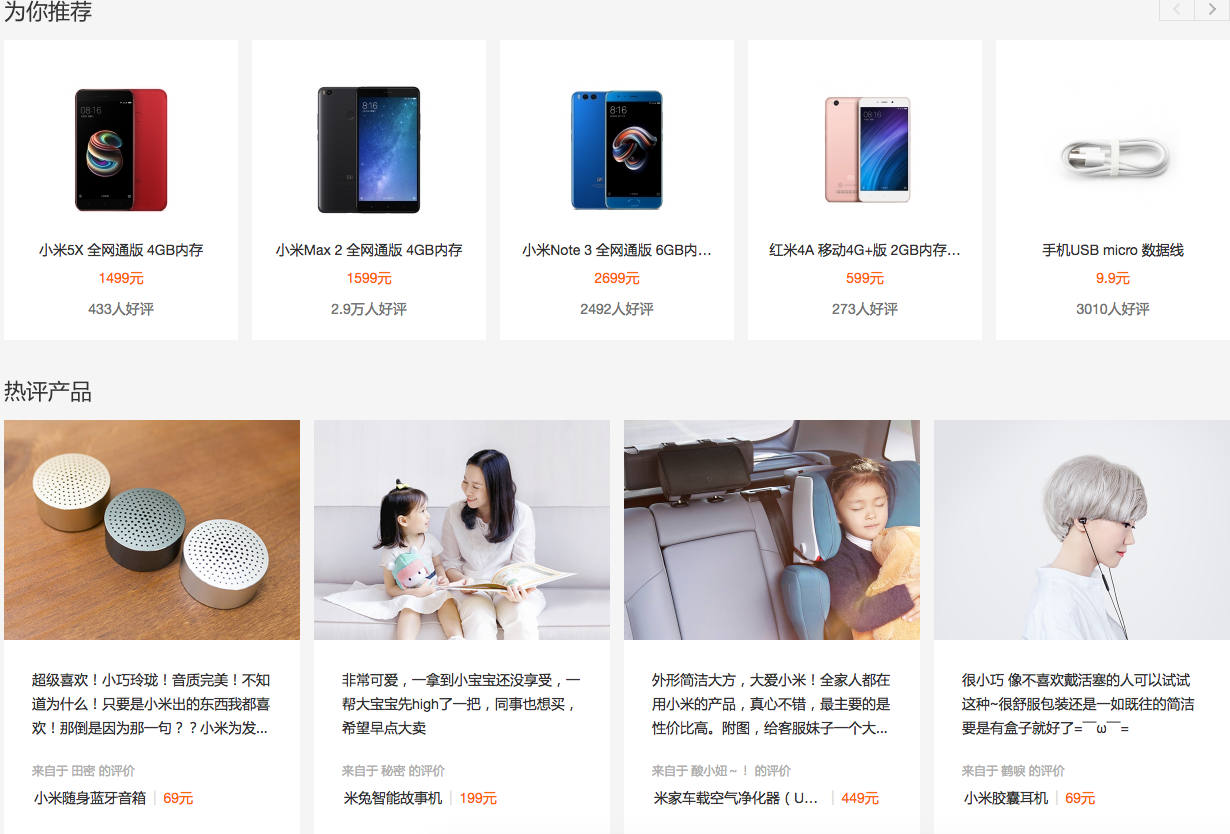 为你推荐
小米5X 全网通版 4GB内存
1499元
433人好评
小米Max 2 全网通版 4GB内存
1599元
2.9万人好评
小米Note 3 全网通版 6GB内...
2699元
2492人好评
红米4A 移动4G+版 2GB内存...
599元
273人好评
手机USB micro 数据线
9.9元
3010人好评
热评产品
超级喜欢！小巧玲珑！音质完美！不知
道为什么！只要是小米出的东西我都喜
欢！那倒是因为那一句？？小米为发...
来自于 田密 的评价
小米随身蓝牙音箱 | 69元
非常可爱，一拿到小宝宝还没享受，一
帮大宝宝先high了一把，同事也想买，
希望早点大卖
来自于 秘密 的评价
米兔智能故事机 | 199元
外形简洁大方，大爱小米！全家人都在
用小米的产品，真心不错，最主要的是
性价比高。附图，给客服妹子一个大...
来自于 酸小妞～！ 的评价
米家车载空气净化器（U... | 449元
很小巧 像不喜欢戴活塞的人可以试试
这种~很舒服包装还是一如既往的简洁
要是有盒子就好了=￣ω￣=
来自于 鹤唳 的评价
小米胶囊耳机 | 69元